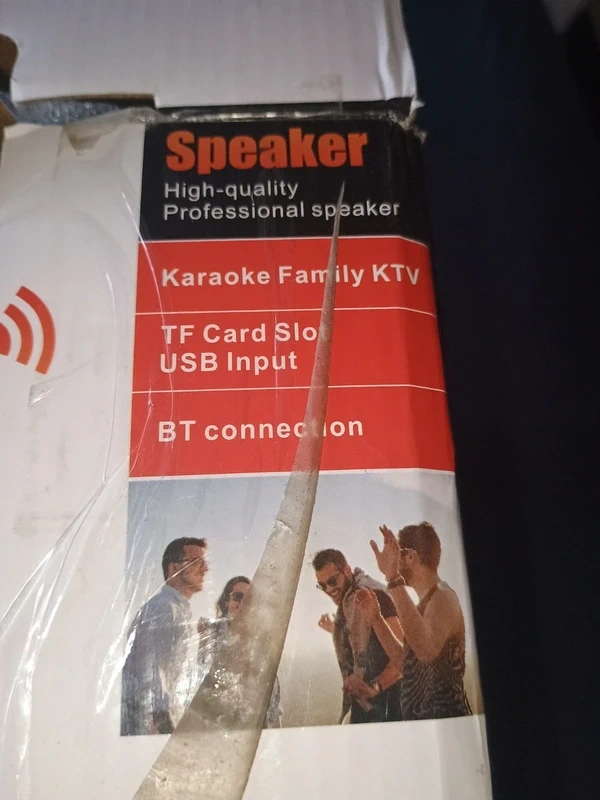 Speaker
High-quality
Professional speaker
Karaoke Family KTV
TF Card Slot
USB Input
BT connection